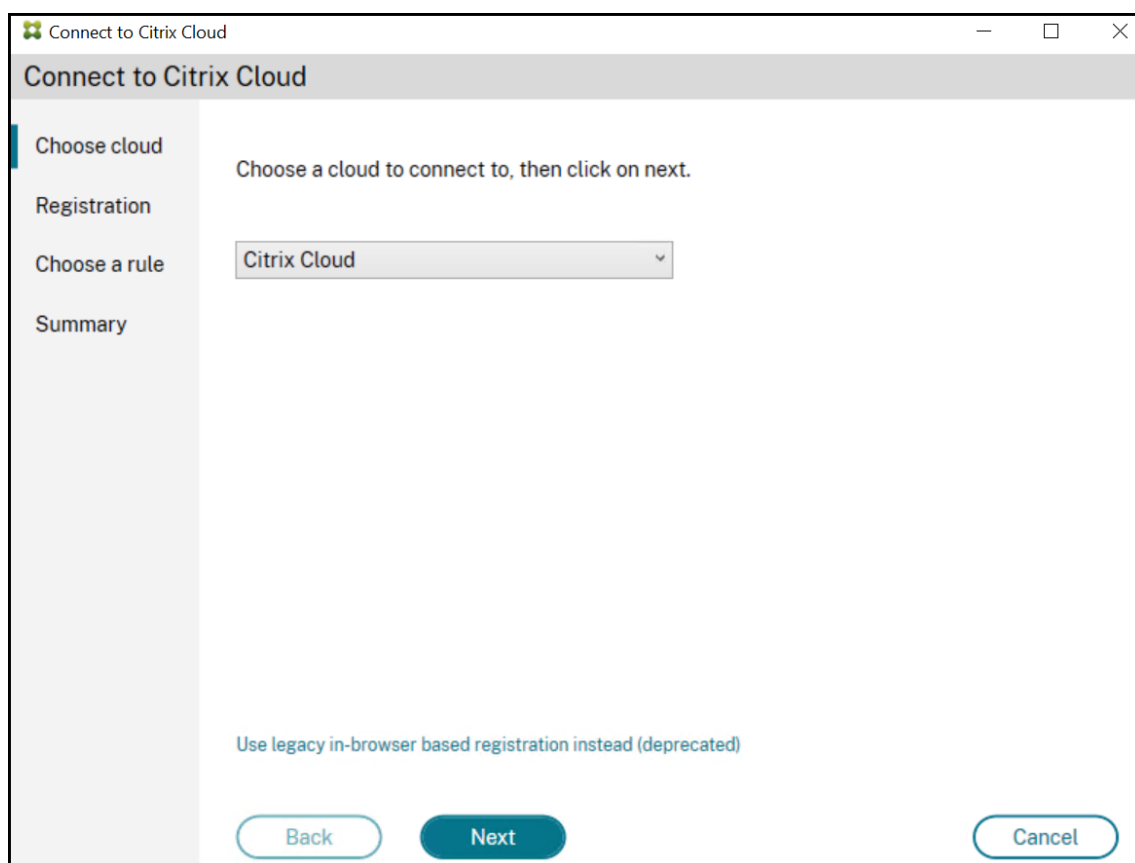 Connect to Citrix Cloud
Connect to Citrix Cloud
Choose cloud
Registration
Choose a rule
Summary
Choose a cloud to connect to, then click on next.
Citrix Cloud
Use legacy in-browser based registration instead (deprecated)
Back
Next
Cancel